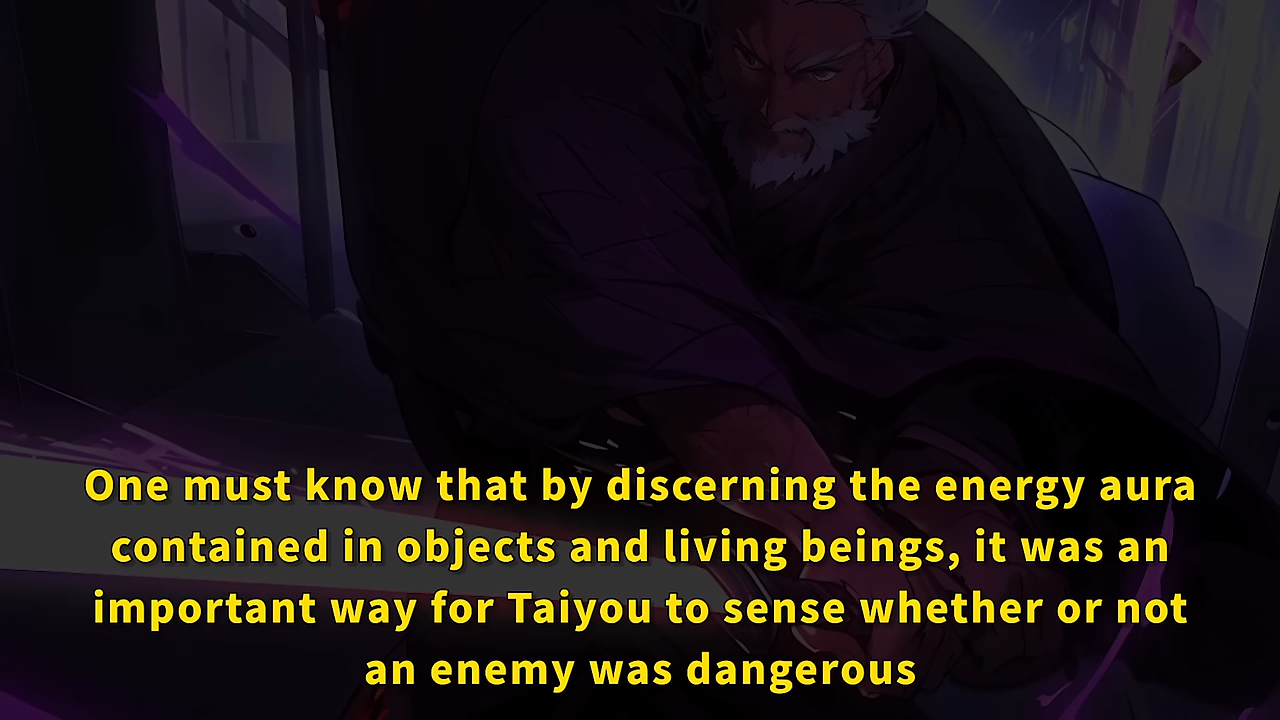 One must know that by discerning the energy aura
contained in objects and living beings, it was an
important way for Taiyou to sense whether or not
an enemy was dangerous